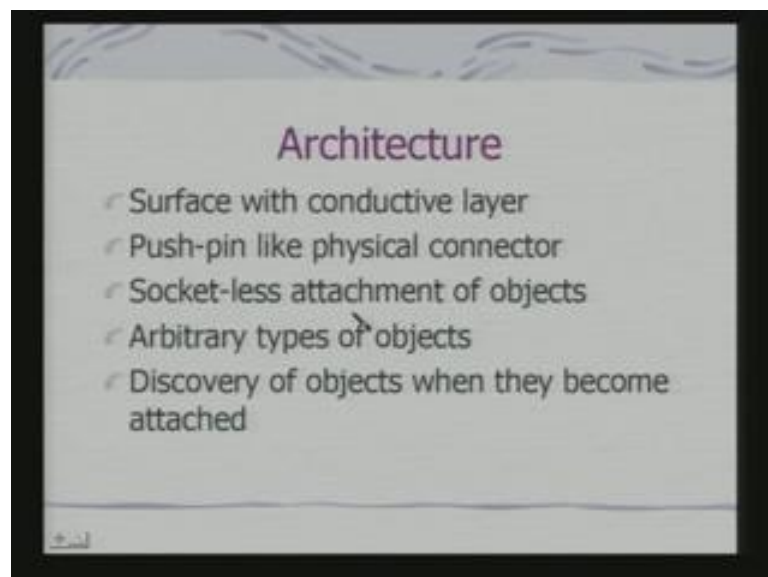 Architecture
Surface with conductive layer
Push-pin like physical connector
Socket-less attachment of objects
Arbitrary types of objects
Discovery of objects when they become
attached